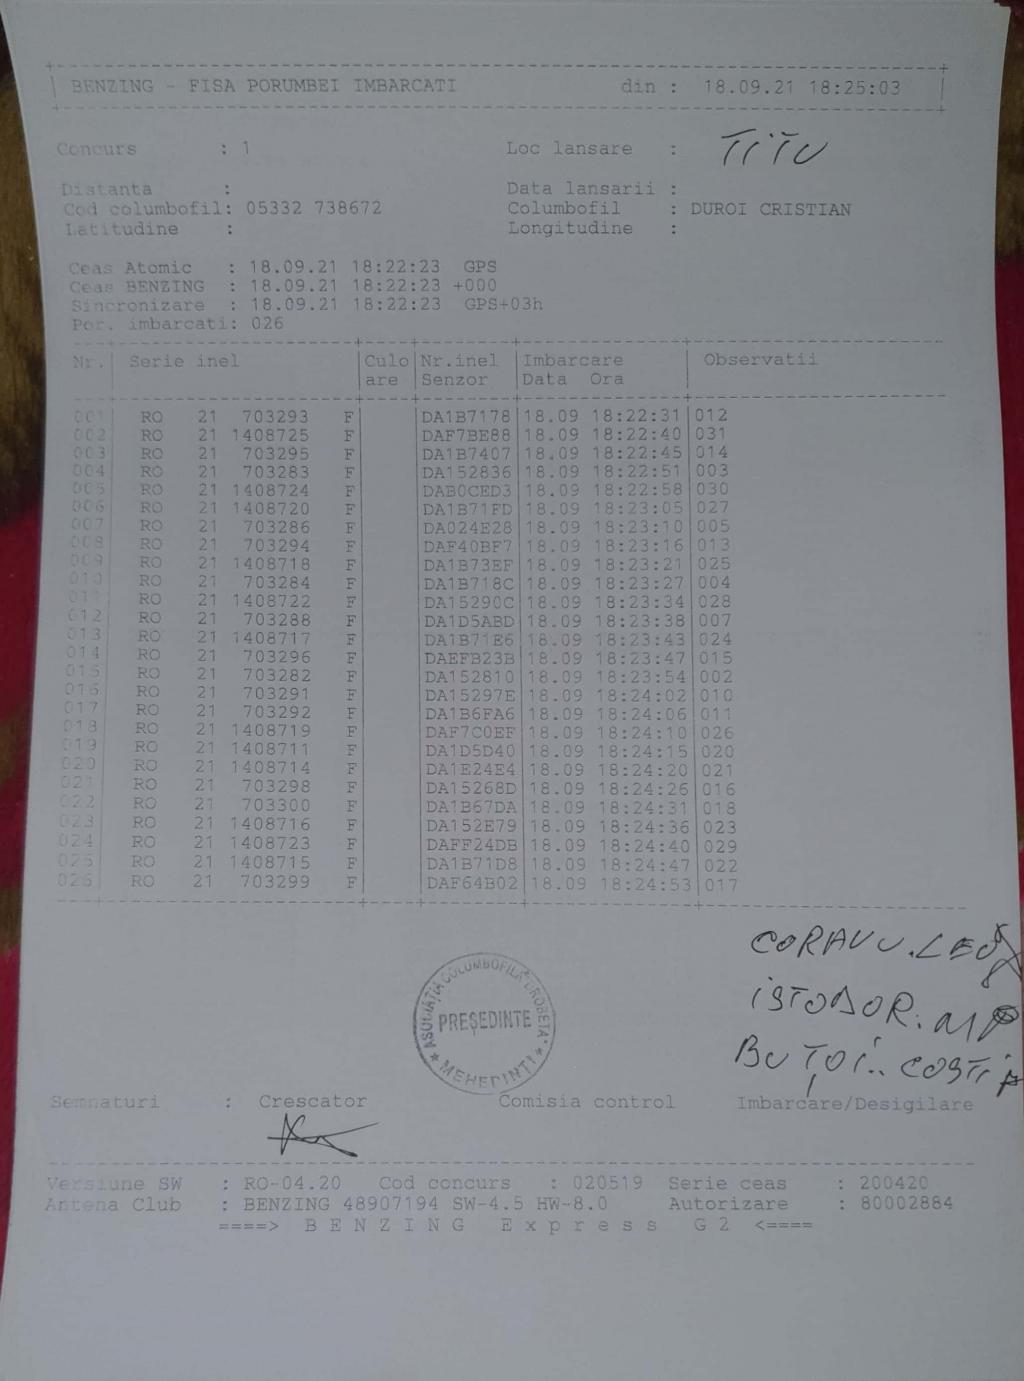 BENZING - FISA PORUMBEI IMBARCATI din : 18.09.21 18:25:03
Concurs : 1 Loc lansare : TITU
Distanta : Data lansarii :
Cod columbofil: 05332 738672 Columbofil : DUROI CRISTIAN
Latitudine : Longitudine :
Ceas Atomic : 18.09.21 18:22:23 GPS
Ceas BENZING : 18.09.21 18:22:23 +000
Sincronizare : 18.09.21 18:22:23 GPS+03h
Por. imbarcati: 026
Nr. Serie inel Culo Nr.inel Imbarcare Observatii
are Senzor Data Ora
001 RO 21 703293 F DA1B7178 18.09 18:22:31 012
002 RO 21 1408725 F DAF7BE88 18.09 18:22:40 031
003 RO 21 703295 F DA1B7407 18.09 18:22:45 014
004 RO 21 703283 F DA152836 18.09 18:22:51 003
005 RO 21 1408724 F DAB0CED3 18.09 18:22:58 030
006 RO 21 1408720 F DA1B71FD 18.09 18:23:05 027
007 RO 21 703286 F DA024E28 18.09 18:23:10 005
008 RO 21 703294 F DAF40BF7 18.09 18:23:16 013
009 RO 21 1408718 F DA1B73EF 18.09 18:23:21 025
010 RO 21 703284 F DA1B718C 18.09 18:23:27 004
011 RO 21 1408722 F DA15290C 18.09 18:23:34 028
012 RO 21 703288 F DA1D5ABD 18.09 18:23:38 007
013 RO 21 1408717 F DA1B71E6 18.09 18:23:43 024
014 RO 21 703296 F DAEFB23B 18.09 18:23:47 015
015 RO 21 703282 F DA152810 18.09 18:23:54 002
016 RO 21 703291 F DA15297E 18.09 18:24:02 010
017 RO 21 703292 F DA1B6FA6 18.09 18:24:06 011
018 RO 21 1408719 F DAF7C0EF 18.09 18:24:10 026
019 RO 21 1408711 F DA1D5D40 18.09 18:24:15 020
020 RO 21 1408714 F DA1E24E4 18.09 18:24:20 021
021 RO 21 703298 F DA15268D 18.09 18:24:26 016
022 RO 21 703300 F DA1B67DA 18.09 18:24:31 018
023 RO 21 1408716 F DA152E79 18.09 18:24:36 023
024 RO 21 1408723 F DAFF24DB 18.09 18:24:40 029
025 RO 21 1408715 F DA1B71D8 18.09 18:24:47 022
026 RO 21 703299 F DAF64B02 18.09 18:24:53 017
CORAVU.
ISTODOR.
ASOCIAȚIA COLUMBOFILĂ DROBETA
PREȘEDINTE
* MEHEDINȚI *
BUȚOI.. COSTI
Semnaturi : Crescator Comisia control Imbarcare/Desigilare
Versiune SW : RO-04.20 Cod concurs : 020519 Serie ceas : 200420
Antena Club : BENZING 48907194 SW-4.5 HW-8.0 Autorizare : 80002884
====> B E N Z I N G E x p r e s s G 2 <====